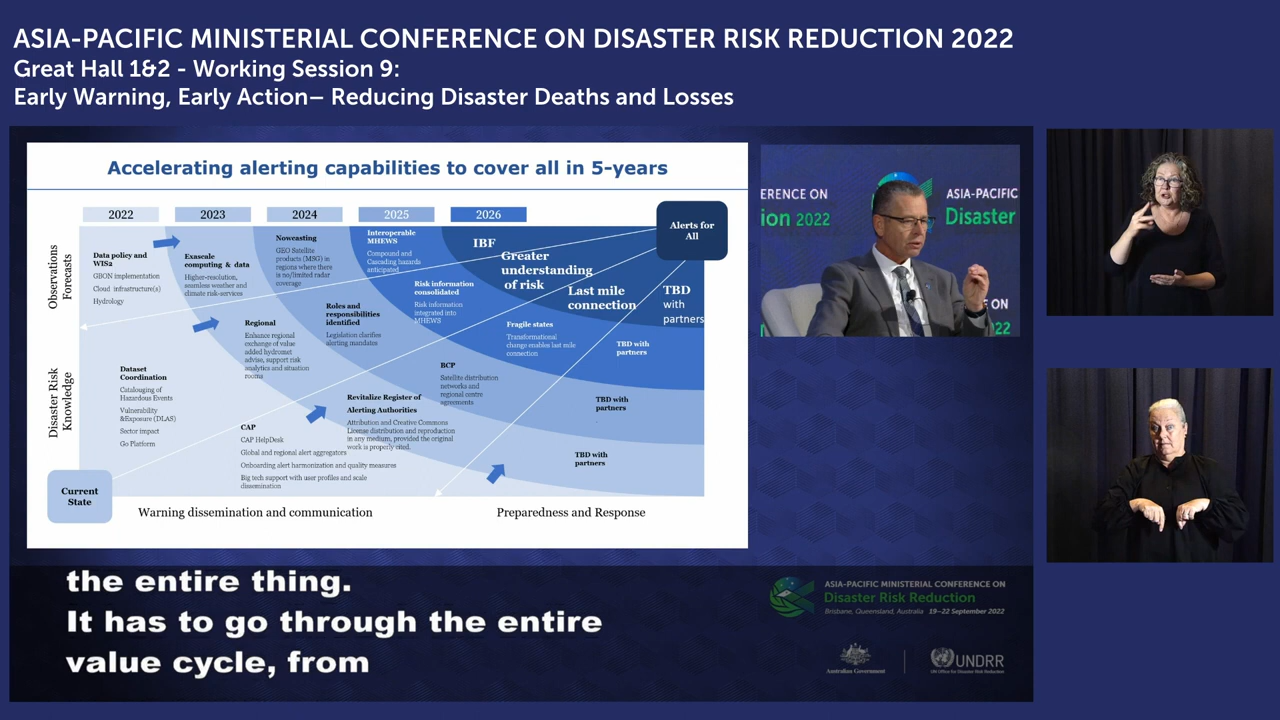 ASIA-PACIFIC MINISTERIAL CONFERENCE ON DISASTER RISK REDUCTION 2022
Great Hall 1&2 - Working Session 9:
Early Warning, Early Action– Reducing Disaster Deaths and Losses
Accelerating alerting capabilities to cover all in 5-years
2022
2023
2024
2025
2026
Alerts for
All
Observations
Forecasts
Disaster Risk
Knowledge
Data policy and
WIS2
GBON implementation
Cloud infrastructure(s)
Hydrology
Exascale
computing & data
Higher-resolution,
seamless weather and
climate risk-services
Nowcasting
GEO Satellite
products (MSG) in
regions where there
is no/limited radar
coverage
Interoperable
MHEWS
Compound and
Cascading hazards
anticipated
IBF
Greater
understanding
of risk
Last mile
connection
TBD
with
partners
Risk information
consolidated
Risk information
integrated into
MHEWS
Roles and
responsibilities
identified
Legislation clarifies
alerting mandates
Regional
Enhance regional
exchange of value
added hydromet
advise, support risk
analytics and situation
rooms
Fragile states
Transformational
change enables last mile
connection
TBD with
partners
Dataset
Coordination
Catalouging of
Hazardous Events
Vulnerability
&Exposure (DLAS)
Sector impact
Go Platform
BCP
Satellite distribution
networks and
regional centre
agreements
TBD with
partners
Revitalize Register of
Alerting Authorities
Attribution and Creative Commons
License distribution and reproduction
in any medium, provided the original
work is properly cited.
CAP
CAP HelpDesk
Global and regional alert aggregators
Onboarding alert harmonization and quality measures
Big tech support with user profiles and scale
dissemination
TBD with
partners
Current
State
Warning dissemination and communication
Preparedness and Response
ERENCE ON
ion 2022
ASIA-PACIFIC
Disaster
E ON
22
the entire thing.
It has to go through the entire
value cycle, from
ASIA-PACIFIC MINISTERIAL CONFERENCE ON
Disaster Risk Reduction
Brisbane, Queensland, Australia 19–22 September 2022
Australian Government
UNDRR
UN Office for Disaster Risk Reduction